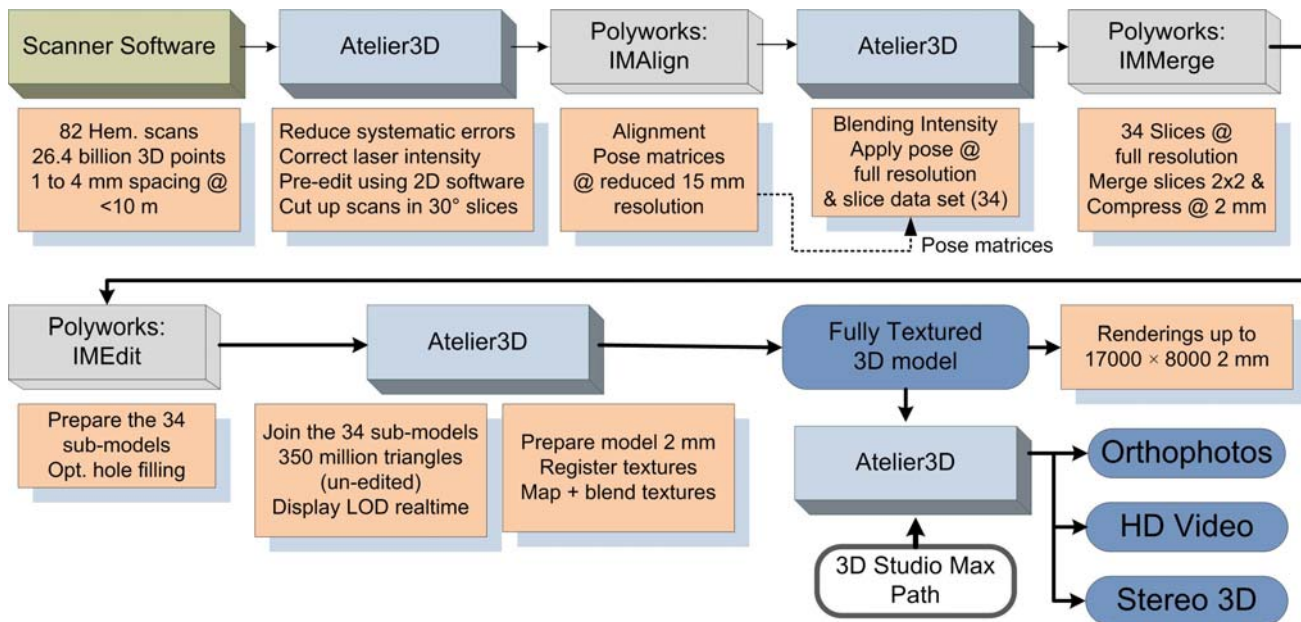 Scanner Software
Atelier3D
Polyworks:
IMAlign
Atelier3D
Polyworks:
IMMerge
82 Hem. scans
26.4 billion 3D points
1 to 4 mm spacing @
<10 m
Reduce systematic errors
Correct laser intensity
Pre-edit using 2D software
Cut up scans in 30° slices
Alignment
Pose matrices
@ reduced 15 mm
resolution
Blending Intensity
Apply pose @
full resolution
& slice data set (34)
34 Slices @
full resolution
Merge slices 2x2 &
Compress @ 2 mm
Pose matrices
Polyworks:
IMEdit
Atelier3D
Fully Textured
3D model
Renderings up to
17000 × 8000 2 mm
Prepare the 34
sub-models
Opt. hole filling
Join the 34 sub-models
350 million triangles
(un-edited)
Display LOD realtime
Prepare model 2 mm
Register textures
Map + blend textures
Atelier3D
Orthophotos
HD Video
Stereo 3D
3D Studio Max
Path